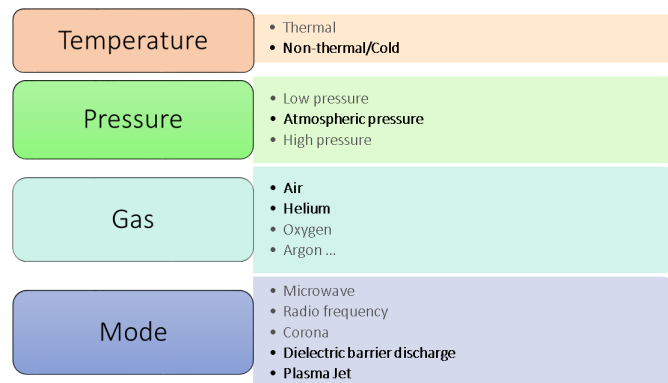 Temperature
• Thermal
• Non-thermal/Cold
Pressure
• Low pressure
• Atmospheric pressure
• High pressure
Gas
• Air
• Helium
• Oxygen
• Argon ...
Mode
• Microwave
• Radio frequency
• Corona
• Dielectric barrier discharge
• Plasma Jet